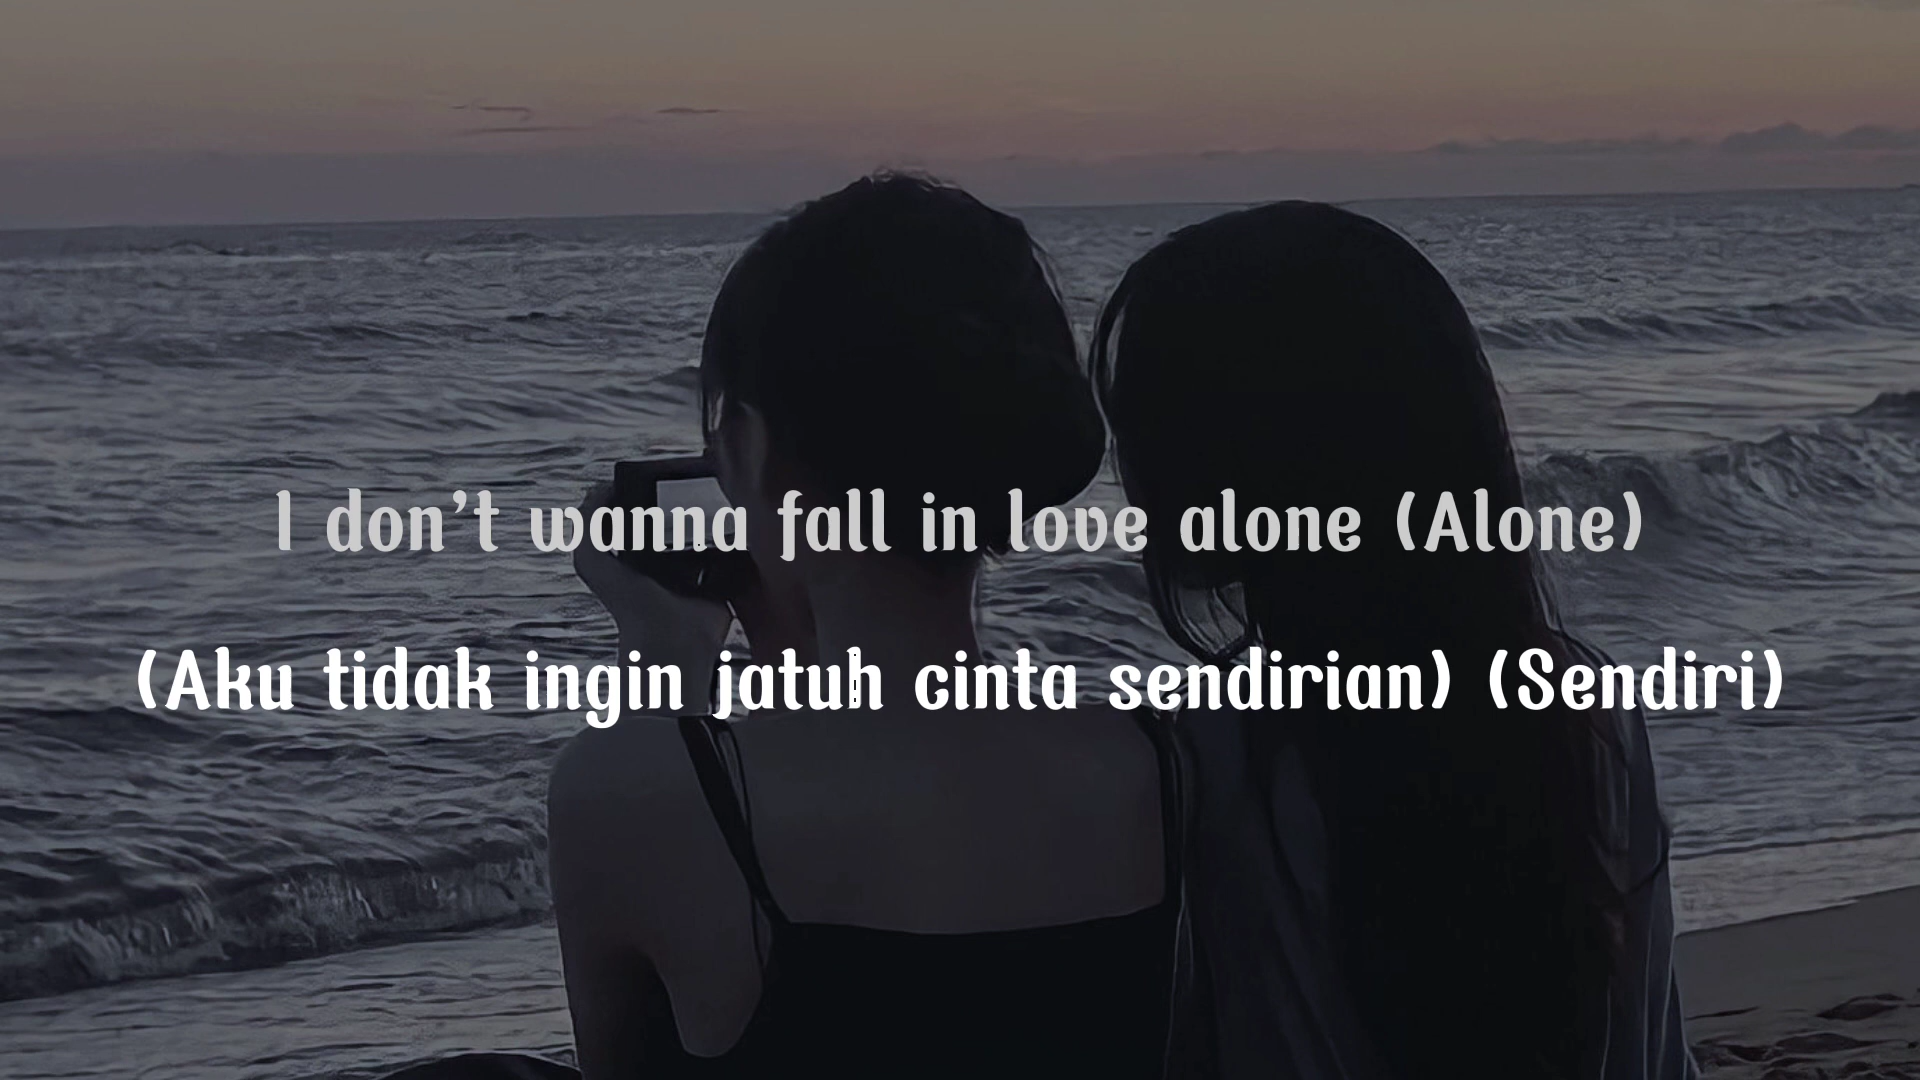 I don’t wanna fall in love alone (Alone)
(Aku tidak ingin jatuh cinta sendirian) (Sendiri)